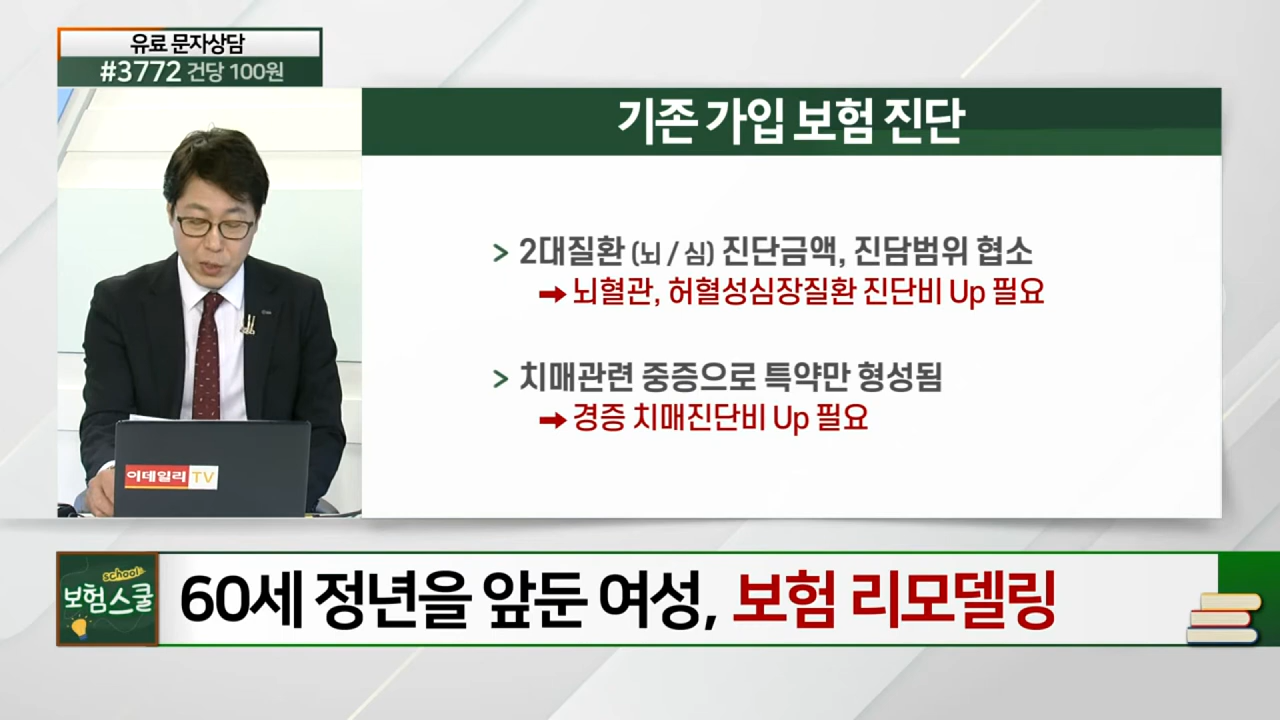 유료 문자상담
#3772 건당 100원
기존 가입 보험 진단
> 2대질환 (뇌 / 심) 진단금액, 진담범위 협소
➡ 뇌혈관, 허혈성심장질환 진단비 Up 필요
> 치매관련 중증으로 특약만 형성됨
➡ 경증 치매진단비 Up 필요
이데일리 TV
school
보험스쿨
60세 정년을 앞둔 여성, 보험 리모델링